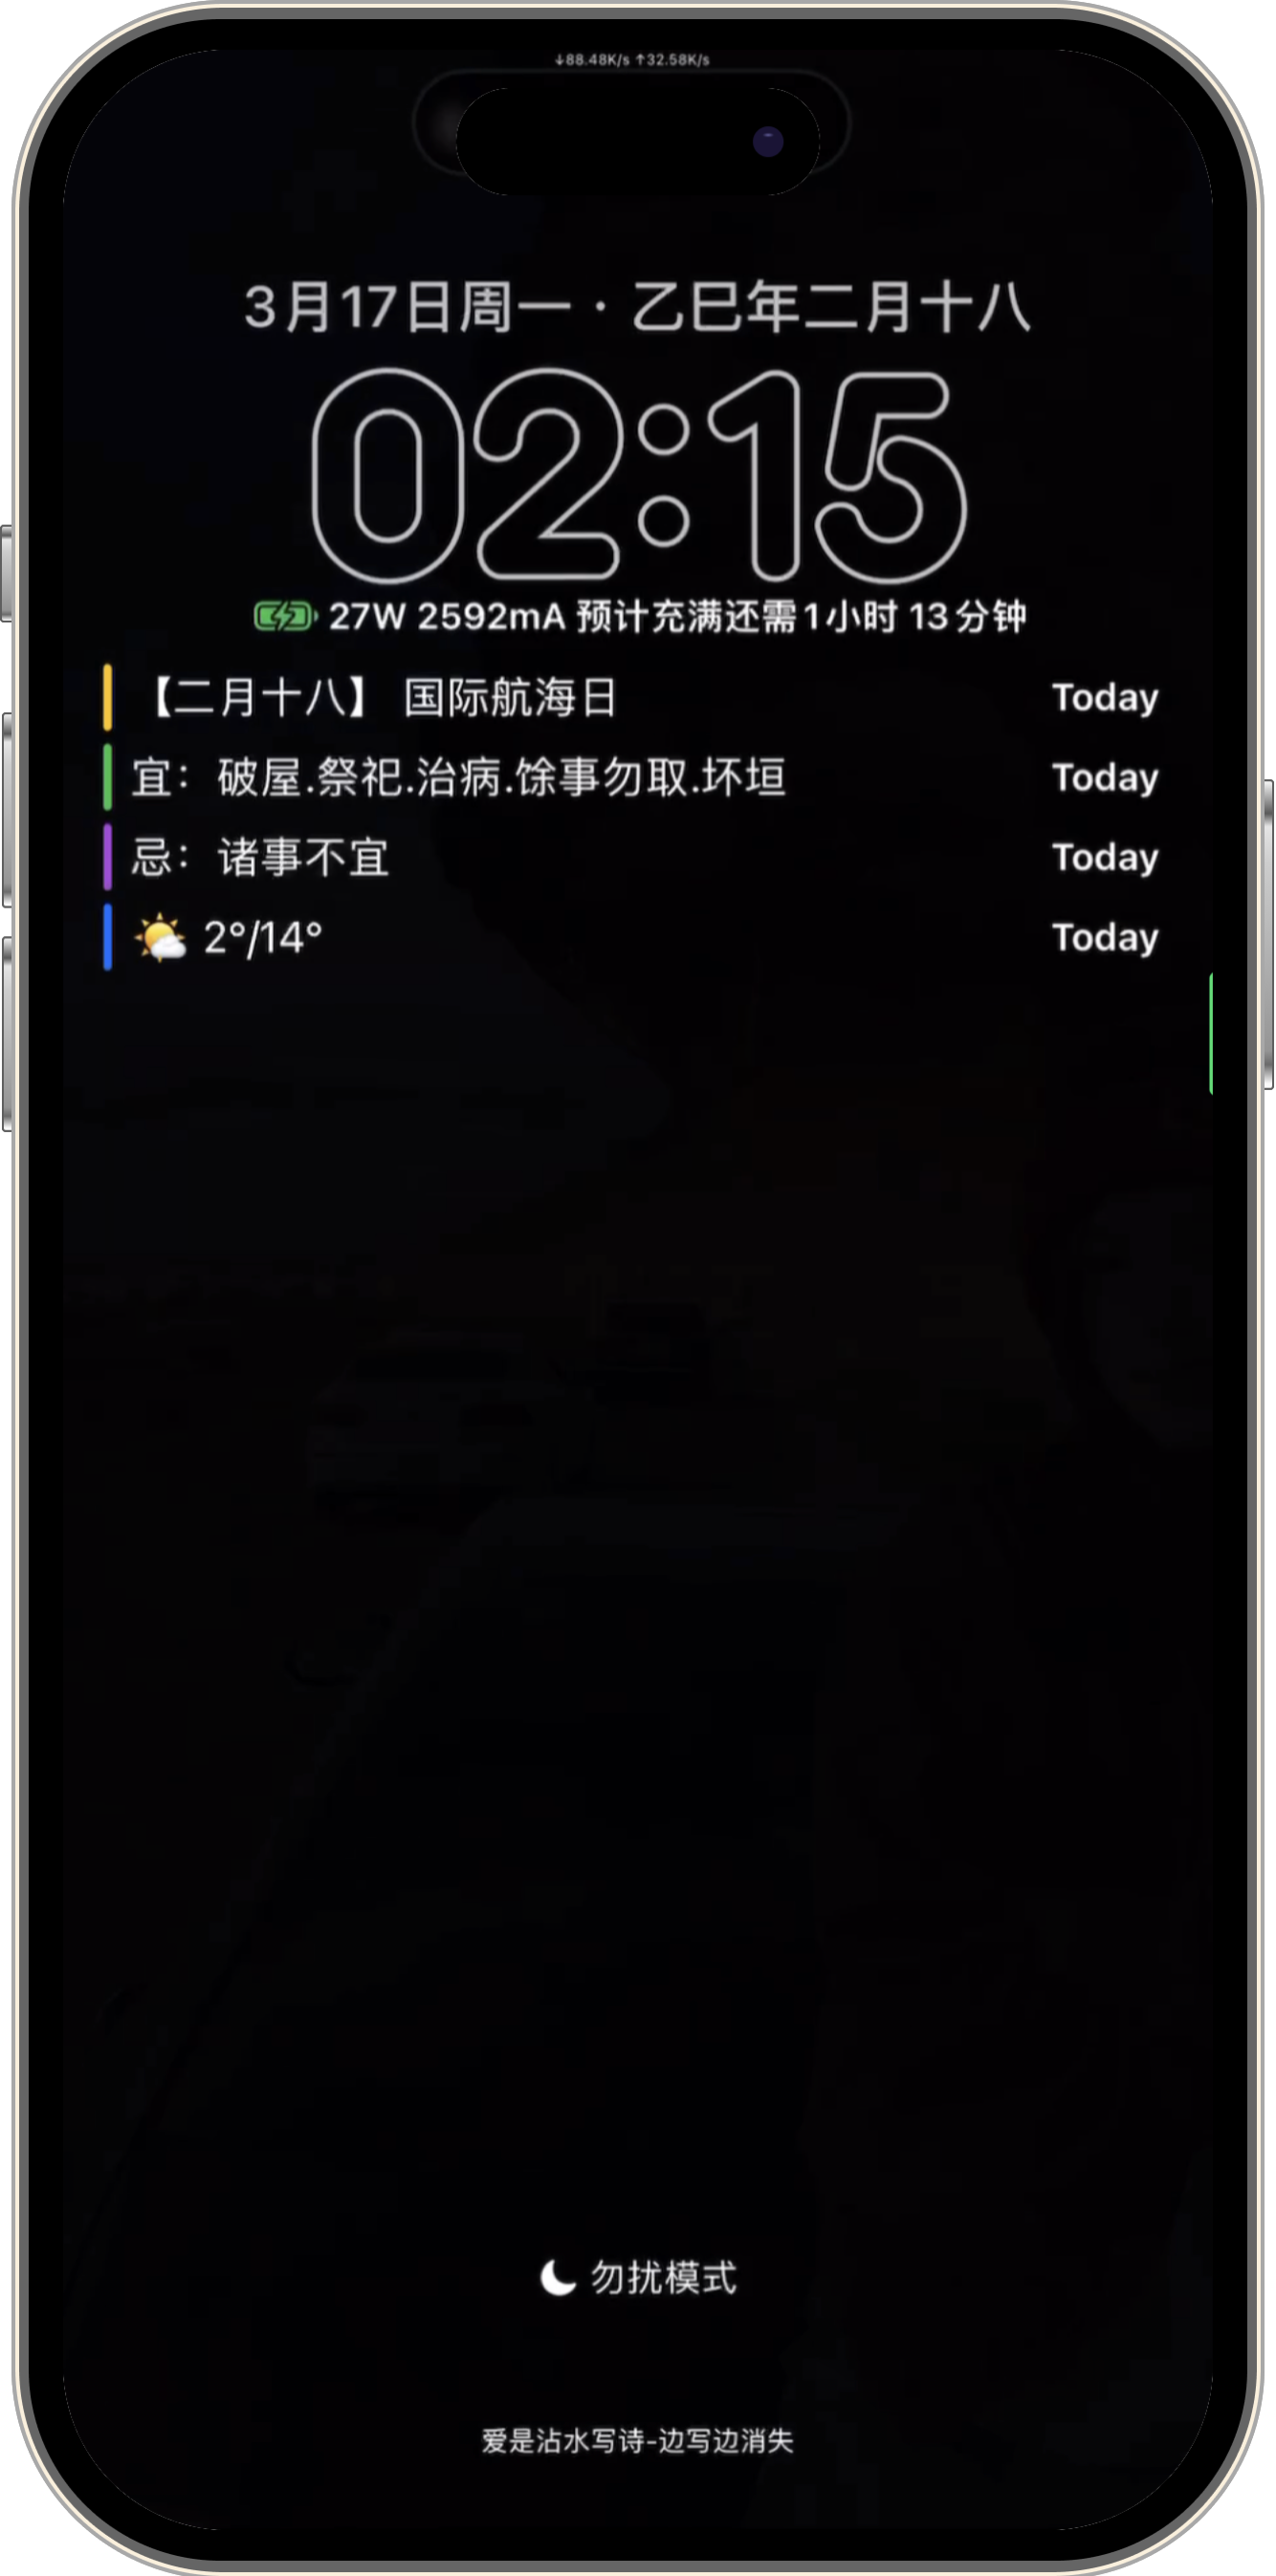 ↓88.48K/s ↑32.58K/s
3月17日周一 · 乙巳年二月十八
02:15
27W 2592mA 预计充满还需1小时 13分钟
【二月十八】 国际航海日 Today
宜：破屋.祭祀.治病.馀事勿取.坏垣 Today
忌：诸事不宜 Today
2°/14° Today
勿扰模式
爱是沾水写诗-边写边消失